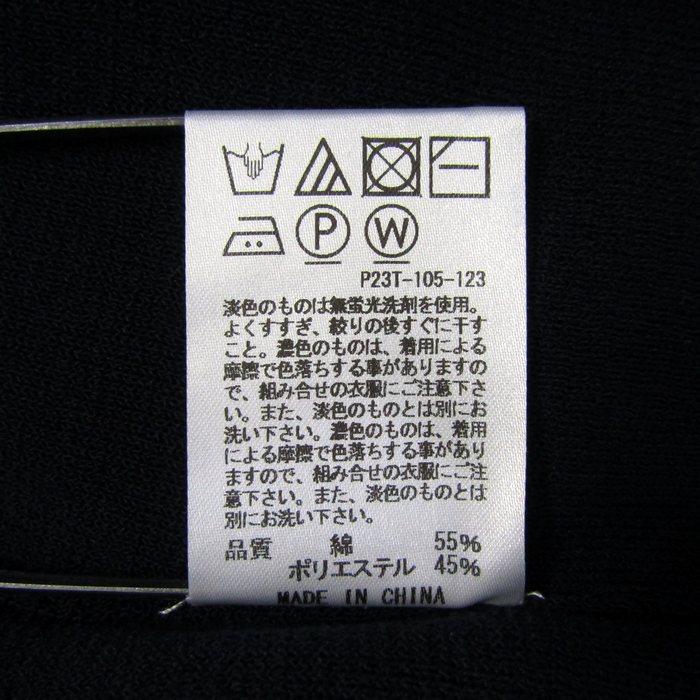 P
W
P23T-105-123
淡色のものは無蛍光洗剤を使用。
よくすすぎ、絞りの後すぐに干す
こと。濃色のものは、着用による
摩擦で色落ちする事がありますの
で、組み合せの衣服にご注意下さ
い。また、淡色のものとは別にお
洗い下さい。濃色のものは、着用
による摩擦で色落ちする事があり
ますので、組み合せの衣服にご注
意下さい。また、淡色のものとは
別にお洗い下さい。
品質 綿 55%
ポリエステル 45%
MADE IN CHINA